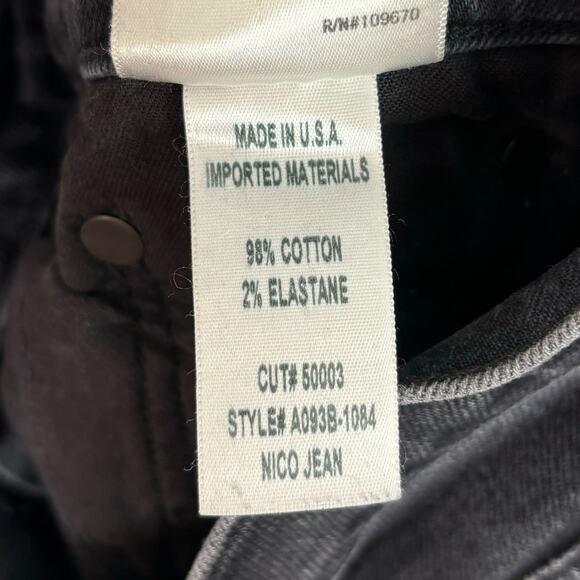 R/N#109670
MADE IN U.S.A.
IMPORTED MATERIALS
98% COTTON
2% ELASTANE
CUT# 50003
STYLE# A093B-1084
NICO JEAN